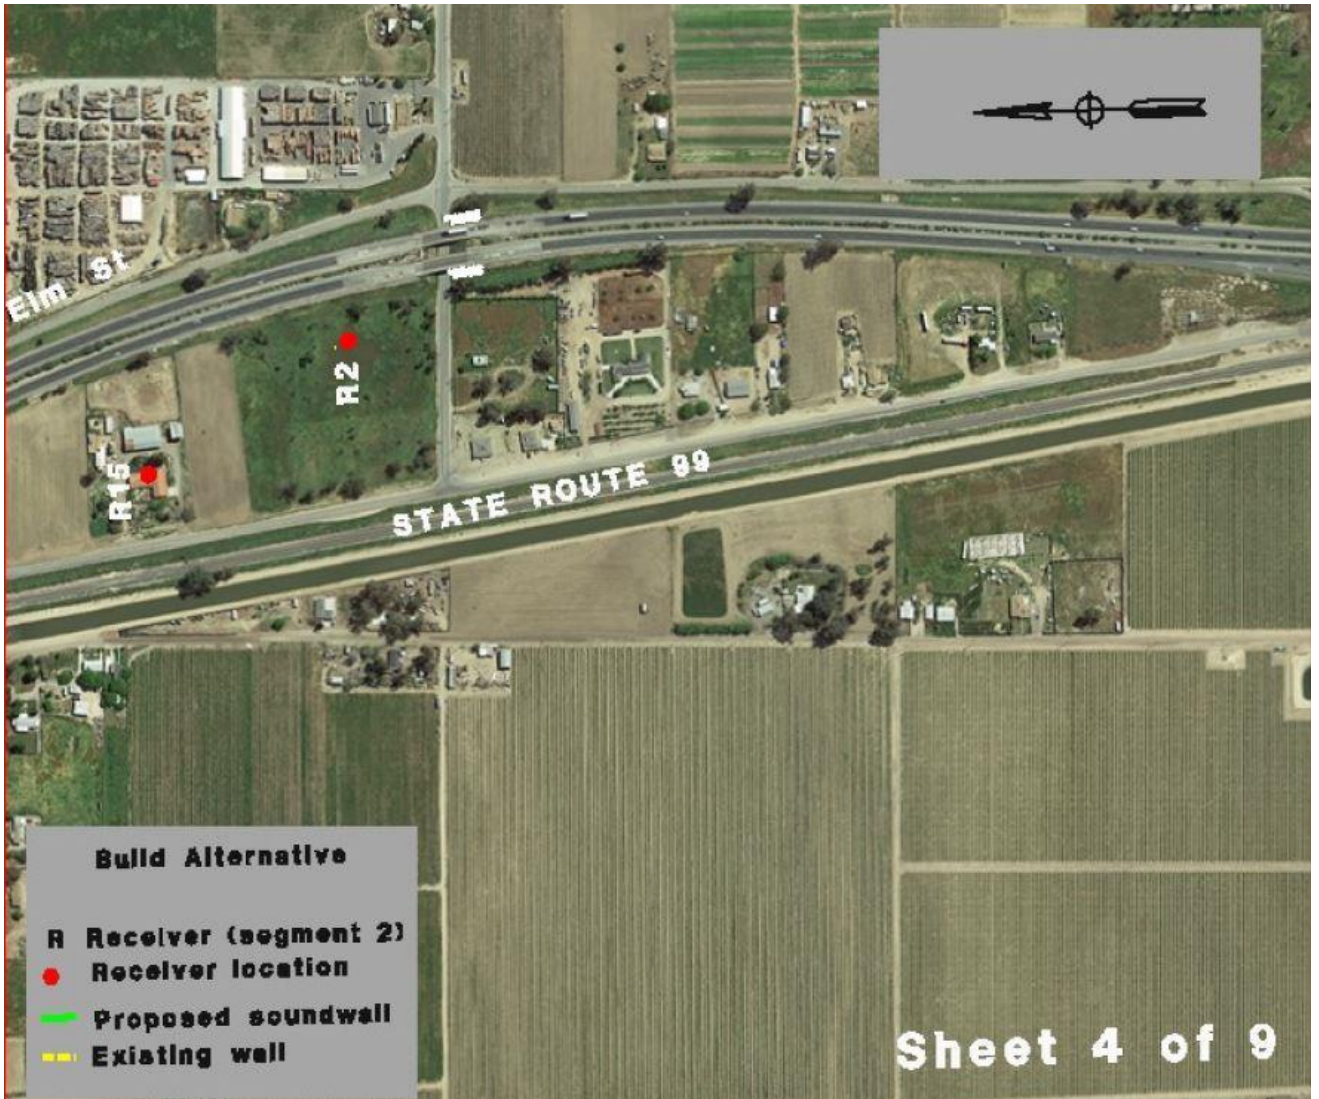 Elm St
R2
R15
STATE ROUTE 99
Build Alternative
R Receiver (segment 2)
Receiver location
Proposed soundwall
Existing wall
Sheet 4 of 9